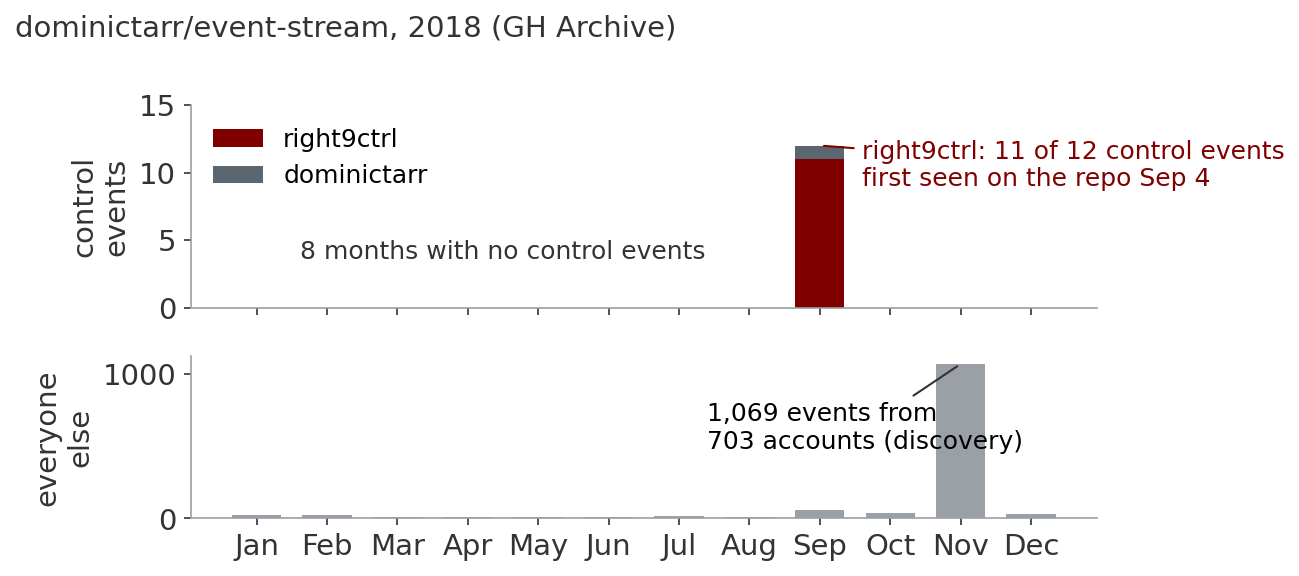 dominictarr/event-stream, 2018 (GH Archive)
15
10
5
0
control
events
right9ctrl
dominictarr
8 months with no control events
right9ctrl: 11 of 12 control events
first seen on the repo Sep 4
1000
0
everyone
else
1,069 events from
703 accounts (discovery)
Jan Feb Mar Apr May Jun Jul Aug Sep Oct Nov Dec